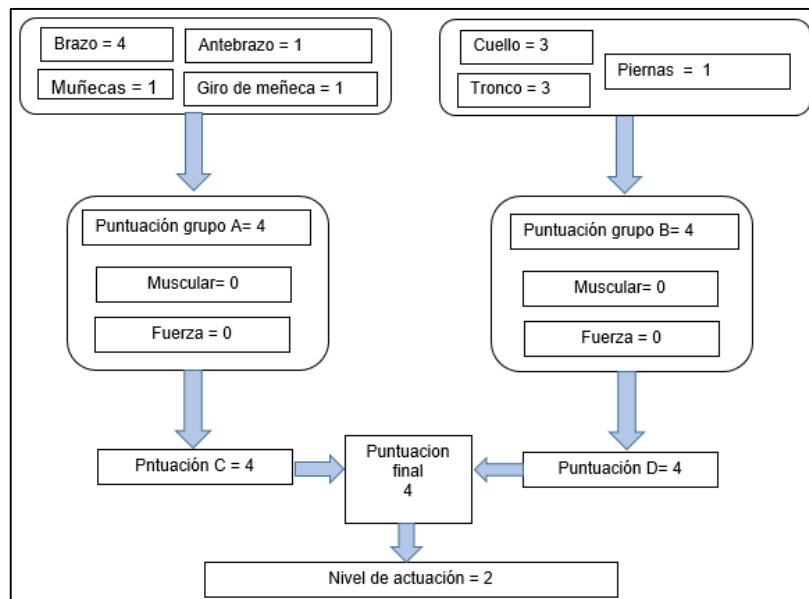 Brazo = 4
Antebrazo = 1
Muñecas = 1
Giro de meñeca = 1
Cuello = 3
Piernas = 1
Tronco = 3
Puntuación grupo A= 4
Muscular= 0
Fuerza = 0
Puntuación grupo B= 4
Muscular= 0
Fuerza = 0
Pntuación C = 4
Puntuacion
final
4
Puntuación D= 4
Nivel de actuación = 2